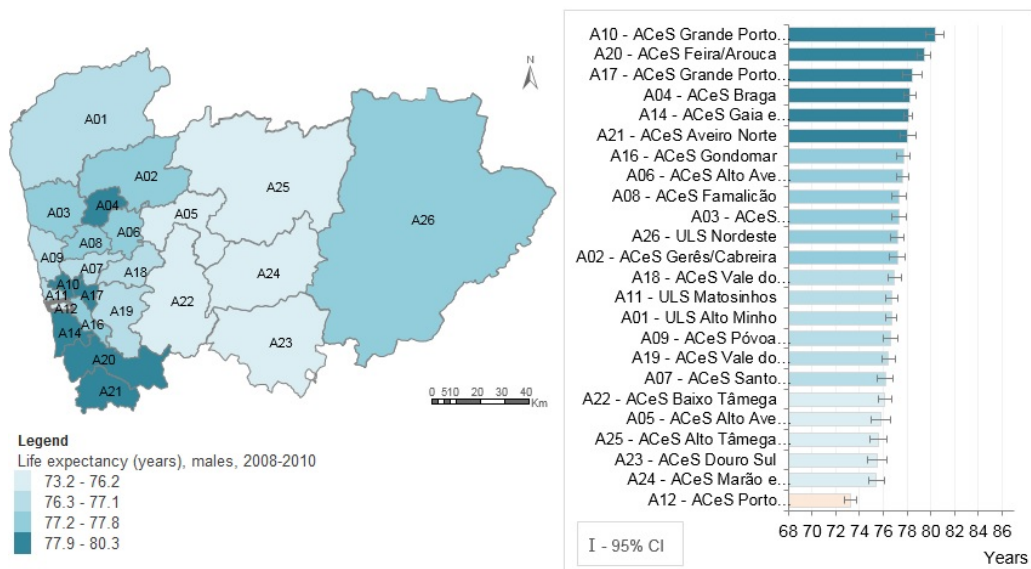 N
A01
A02
A25
A26
A03
A04
A05
A06
A08
A09
A07
A18
A24
A10
A11
A17
A12
A19
A22
A16
A14
A23
A20
A21
0 510 20 30 40
Km
Legend
Life expectancy (years), males, 2008-2010
73.2 - 76.2
76.3 - 77.1
77.2 - 77.8
77.9 - 80.3
A10 - ACeS Grande Porto...
A20 - ACeS Feira/Arouca
A17 - ACeS Grande Porto...
A04 - ACeS Braga
A14 - ACeS Gaia e...
A21 - ACeS Aveiro Norte
A16 - ACeS Gondomar
A06 - ACeS Alto Ave...
A08 - ACeS Famalicão
A03 - ACeS...
A26 - ULS Nordeste
A02 - ACeS Gerês/Cabreira
A18 - ACeS Vale do...
A11 - ULS Matosinhos
A01 - ULS Alto Minho
A09 - ACeS Póvoa...
A19 - ACeS Vale do...
A07 - ACeS Santo...
A22 - ACeS Baixo Tâmega
A05 - ACeS Alto Ave...
A25 - ACeS Alto Tâmega...
A23 - ACeS Douro Sul
A24 - ACeS Marão e...
A12 - ACeS Porto...
68 70 72 74 76 78 80 82 84 86
Years
I - 95% CI